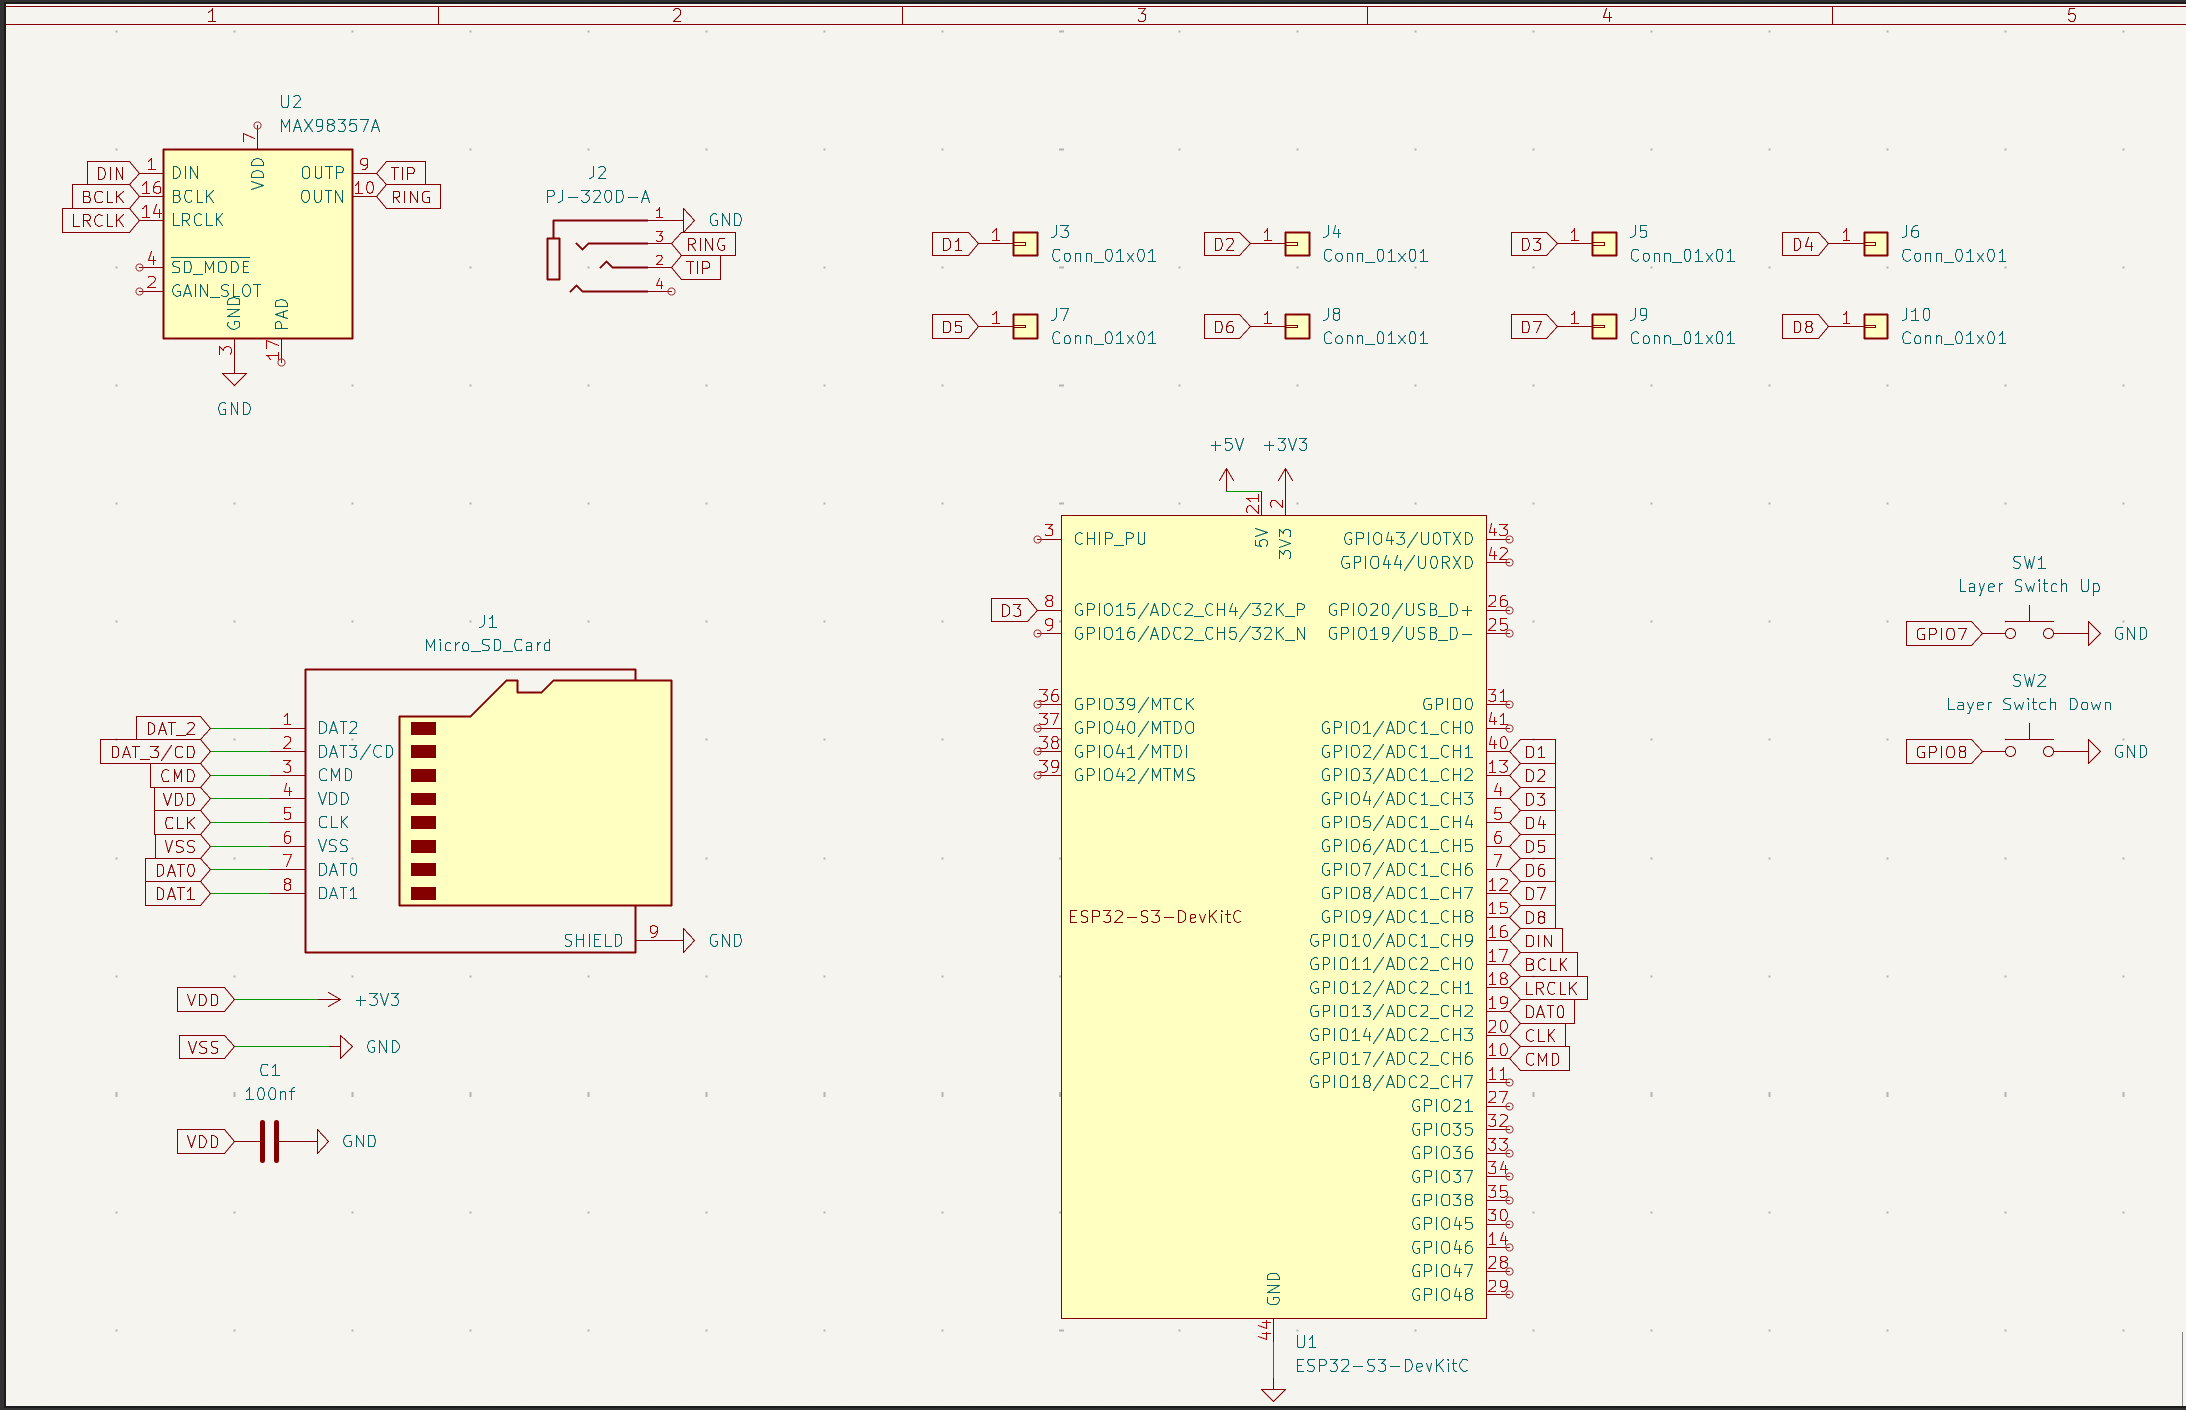 1 2 3 4 5
U2
MAX98357A
7
VDD
DIN 1 DIN
BCLK 16 BCLK
LRCLK 14 LRCLK
4 SD_MODE
2 GAIN_SLOT
OUTP 9 TIP
OUTN 10 RING
GND
3
PAD
17
GND
J2
PJ-320D-A
1 GND
3 RING
2 TIP
4
D1 1 J3
Conn_01x01
D2 1 J4
Conn_01x01
D3 1 J5
Conn_01x01
D4 1 J6
Conn_01x01
D5 1 J7
Conn_01x01
D6 1 J8
Conn_01x01
D7 1 J9
Conn_01x01
D8 1 J10
Conn_01x01
J1
Micro_SD_Card
DAT_2 1 DAT2
DAT_3/CD 2 DAT3/CD
CMD 3 CMD
VDD 4 VDD
CLK 5 CLK
VSS 6 VSS
DAT0 7 DAT0
DAT1 8 DAT1
SHIELD 9 GND
VDD +3V3
VSS GND
C1
100nf
VDD GND
+5V +3V3
21 2
5V 3V3
3 CHIP_PU
D3 8 GPIO15/ADC2_CH4/32K_P
9 GPIO16/ADC2_CH5/32K_N
36 GPIO39/MTCK
37 GPIO40/MTDO
38 GPIO41/MTDI
39 GPIO42/MTMS
ESP32-S3-DevKitC
GPIO43/U0TXD 43
GPIO44/U0RXD 42
GPIO20/USB_D+ 26
GPIO19/USB_D- 25
GPIO0 31
GPIO1/ADC1_CH0 41
GPIO2/ADC1_CH1 40 D1
GPIO3/ADC1_CH2 13 D2
GPIO4/ADC1_CH3 4 D3
GPIO5/ADC1_CH4 5 D4
GPIO6/ADC1_CH5 6 D5
GPIO7/ADC1_CH6 7 D6
GPIO8/ADC1_CH7 12 D7
GPIO9/ADC1_CH8 15 D8
GPIO10/ADC1_CH9 16 DIN
GPIO11/ADC2_CH0 17 BCLK
GPIO12/ADC2_CH1 18 LRCLK
GPIO13/ADC2_CH2 19 DAT0
GPIO14/ADC2_CH3 20 CLK
GPIO17/ADC2_CH6 10 CMD
GPIO18/ADC2_CH7 11
GPIO21 27
GPIO35 32
GPIO36 33
GPIO37 34
GPIO38 35
GPIO45 30
GPIO46 14
GPIO47 28
GPIO48 29
GND
44
U1
ESP32-S3-DevKitC
SW1
Layer Switch Up
GPIO7 GND
SW2
Layer Switch Down
GPIO8 GND